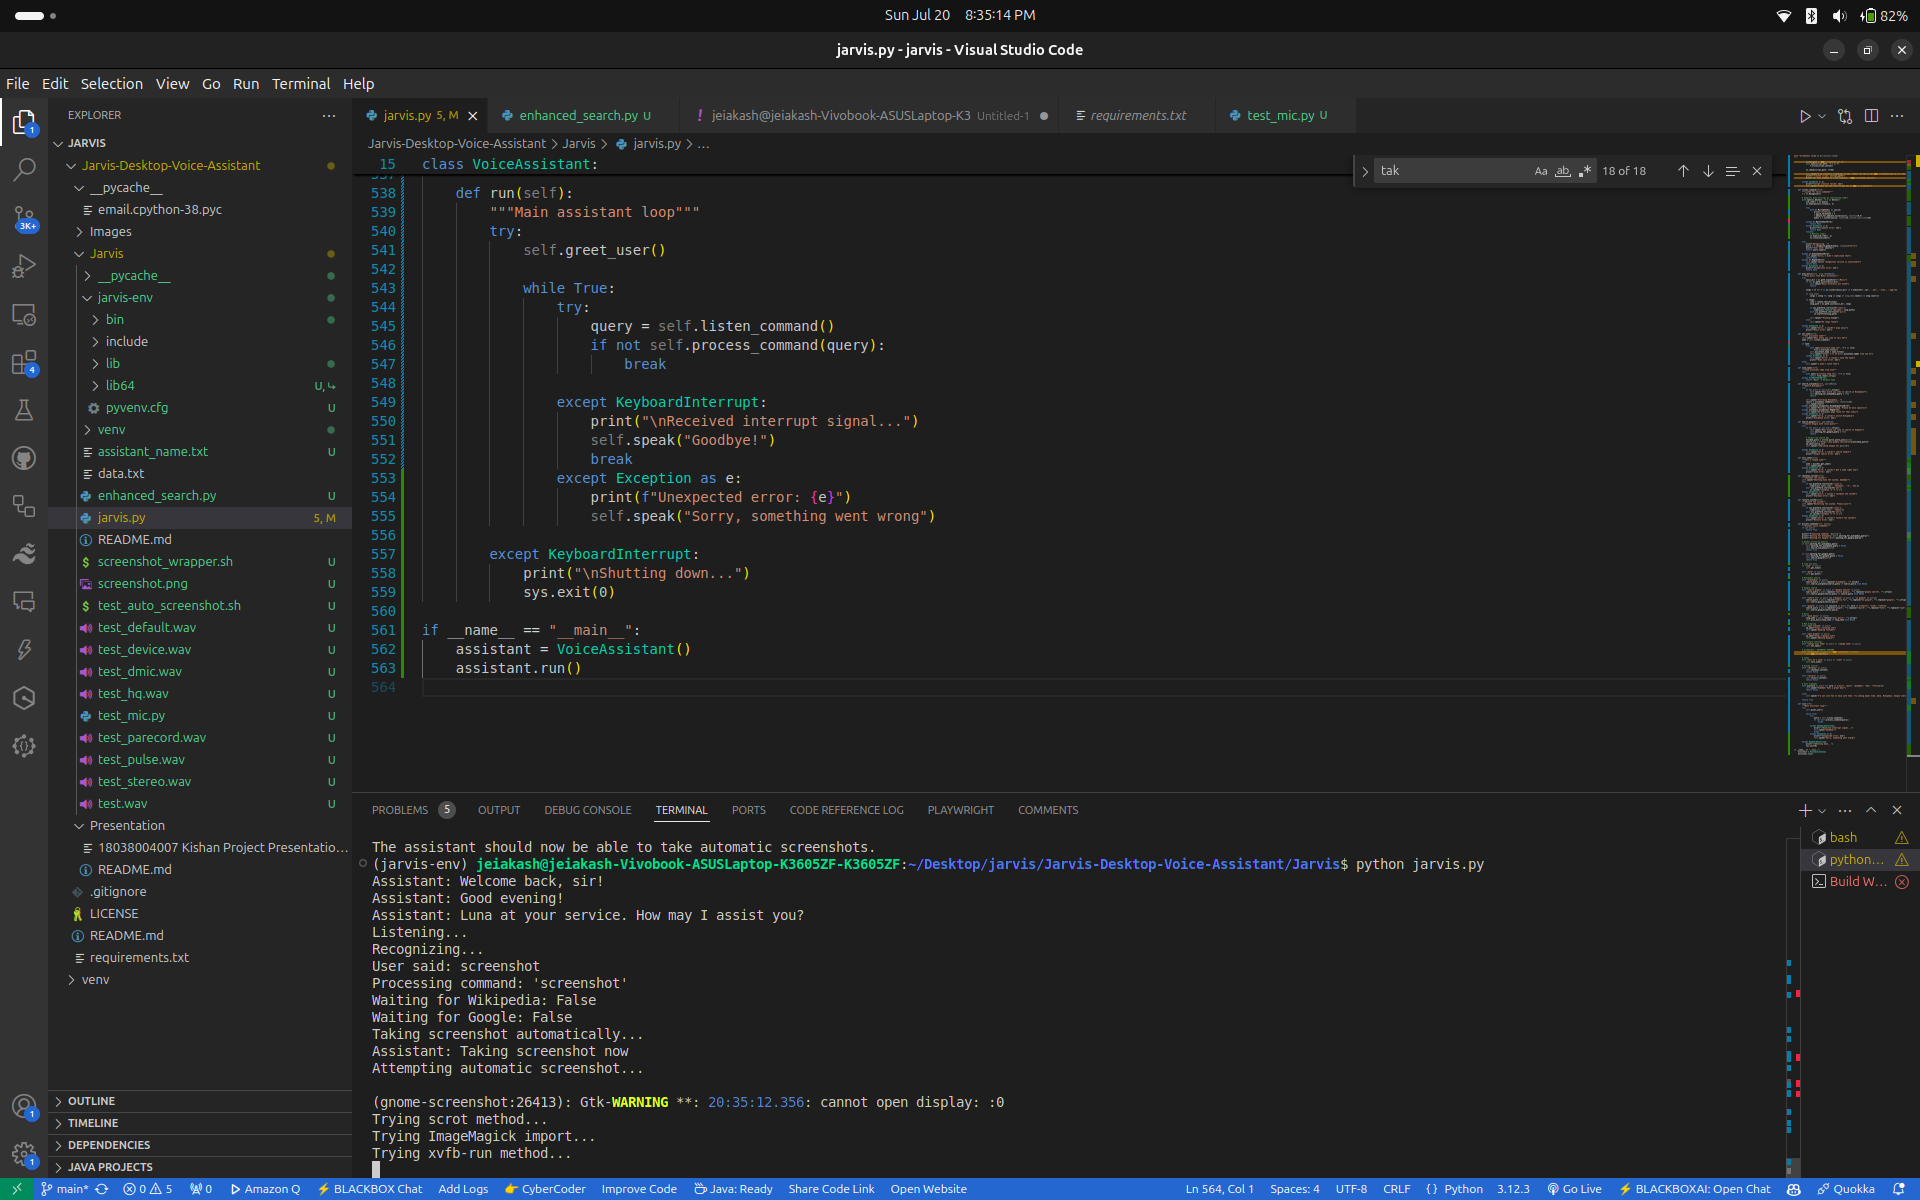 Sun Jul 20 8:35:14 PM
82%
jarvis.py - jarvis - Visual Studio Code
File Edit Selection View Go Run Terminal Help
EXPLORER
JARVIS
Jarvis-Desktop-Voice-Assistant
__pycache__
email.cpython-38.pyc
Images
Jarvis
__pycache__
jarvis-env
bin
include
lib
lib64 U,
pyvenv.cfg U
venv
assistant_name.txt U
data.txt
enhanced_search.py U
jarvis.py 5, M
README.md
screenshot_wrapper.sh U
screenshot.png U
test_auto_screenshot.sh U
test_default.wav U
test_device.wav U
test_dmic.wav U
test_hq.wav U
test_mic.py U
test_parecord.wav U
test_pulse.wav U
test_stereo.wav U
test.wav U
Presentation
18038004007 Kishan Project Presentatio...
README.md
.gitignore
LICENSE
README.md
requirements.txt
venv
OUTLINE
TIMELINE
DEPENDENCIES
JAVA PROJECTS
1
3K+
4
1
1
jarvis.py 5, M enhanced_search.py U ! jeiakash@jeiakash-Vivobook-ASUSLaptop-K3 Untitled-1 requirements.txt test_mic.py U
Jarvis-Desktop-Voice-Assistant > Jarvis > jarvis.py > ...
tak Aa ab .* 18 of 18
15 class VoiceAssistant:
538 def run(self):
539 """Main assistant loop"""
540 try:
541 self.greet_user()
542
543 while True:
544 try:
545 query = self.listen_command()
546 if not self.process_command(query):
547 break
548
549 except KeyboardInterrupt:
550 print("\nReceived interrupt signal...")
551 self.speak("Goodbye!")
552 break
553 except Exception as e:
554 print(f"Unexpected error: {e}")
555 self.speak("Sorry, something went wrong")
556
557 except KeyboardInterrupt:
558 print("\nShutting down...")
559 sys.exit(0)
560
561 if __name__ == "__main__":
562 assistant = VoiceAssistant()
563 assistant.run()
564
PROBLEMS 5 OUTPUT DEBUG CONSOLE TERMINAL PORTS CODE REFERENCE LOG PLAYWRIGHT COMMENTS
The assistant should now be able to take automatic screenshots.
(jarvis-env) jeiakash@jeiakash-Vivobook-ASUSLaptop-K3605ZF-K3605ZF:~/Desktop/jarvis/Jarvis-Desktop-Voice-Assistant/Jarvis$ python jarvis.py
Assistant: Welcome back, sir!
Assistant: Good evening!
Assistant: Luna at your service. How may I assist you?
Listening...
Recognizing...
User said: screenshot
Processing command: 'screenshot'
Waiting for Wikipedia: False
Waiting for Google: False
Taking screenshot automatically...
Assistant: Taking screenshot now
Attempting automatic screenshot...
(gnome-screenshot:26413): Gtk-WARNING **: 20:35:12.356: cannot open display: :0
Trying scrot method...
Trying ImageMagick import...
Trying xvfb-run method...
bash
python...
Build W...
main* 0 5 0 Amazon Q BLACKBOX Chat Add Logs CyberCoder Improve Code Java: Ready Share Code Link Open Website Ln 564, Col 1 Spaces: 4 UTF-8 CRLF {} Python 3.12.3 Go Live BLACKBOXAI: Open Chat Quokka